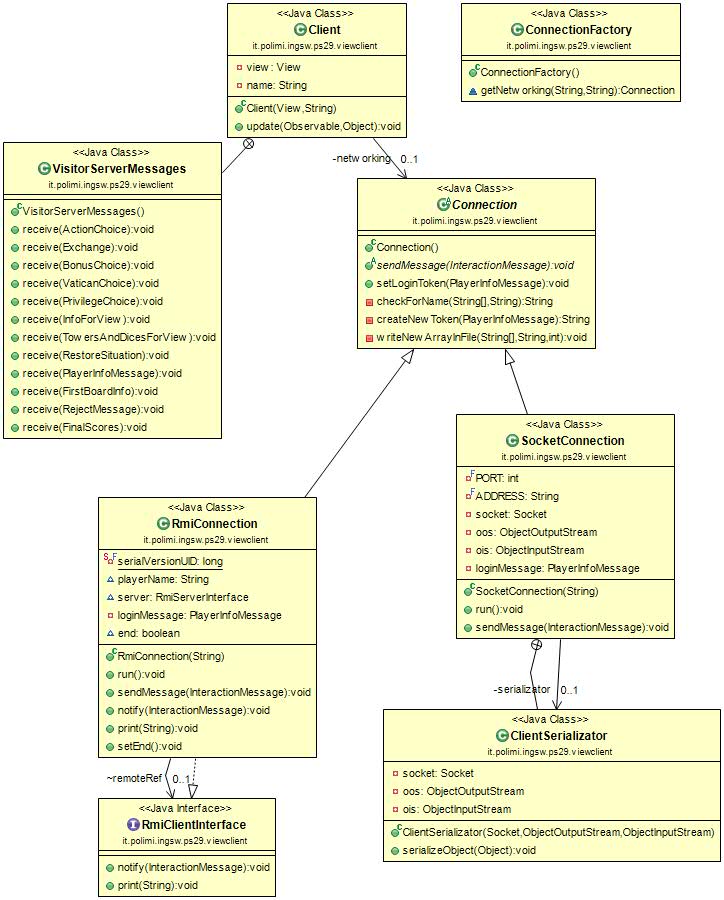 <<Java Class>>
Client
it.polimi.ingsw.ps29.viewclient
view : View
name: String
Client(View,String)
update(Observable,Object):void
<<Java Class>>
ConnectionFactory
it.polimi.ingsw.ps29.viewclient
ConnectionFactory()
getNetw orking(String,String):Connection
<<Java Class>>
VisitorServerMessages
it.polimi.ingsw.ps29.viewclient
VisitorServerMessages()
receive(ActionChoice):void
receive(Exchange):void
receive(BonusChoice):void
receive(VaticanChoice):void
receive(PrivilegeChoice):void
receive(InfoForView ):void
receive(TowersAndDicesForView ):void
receive(RestoreSituation):void
receive(PlayerInfoMessage):void
receive(FirstBoardInfo):void
receive(RejectMessage):void
receive(FinalScores):void
-netw orking 0..1
<<Java Class>>
Connection
it.polimi.ingsw.ps29.viewclient
Connection()
sendMessage(InteractionMessage):void
setLoginToken(PlayerInfoMessage):void
checkForName(String[],String):String
createNew Token(PlayerInfoMessage):String
w riteNew ArrayInFile(String[],String,int):void
<<Java Class>>
SocketConnection
it.polimi.ingsw.ps29.viewclient
PORT: int
ADDRESS: String
socket: Socket
oos: ObjectOutputStream
ois: ObjectInputStream
loginMessage: PlayerInfoMessage
SocketConnection(String)
run():void
sendMessage(InteractionMessage):void
<<Java Class>>
RmiConnection
it.polimi.ingsw.ps29.viewclient
serialVersionUID: long
playerName: String
server: RmiServerInterface
loginMessage: PlayerInfoMessage
end: boolean
RmiConnection(String)
run():void
sendMessage(InteractionMessage):void
notify(InteractionMessage):void
print(String):void
setEnd():void
-serializator 0..1
<<Java Class>>
ClientSerializator
it.polimi.ingsw.ps29.viewclient
socket: Socket
oos: ObjectOutputStream
ois: ObjectInputStream
ClientSerializator(Socket,ObjectOutputStream,ObjectInputStream)
serializeObject(Object):void
~remoteRef 0..1
<<Java Interface>>
RmiClientInterface
it.polimi.ingsw.ps29.viewclient
notify(InteractionMessage):void
print(String):void